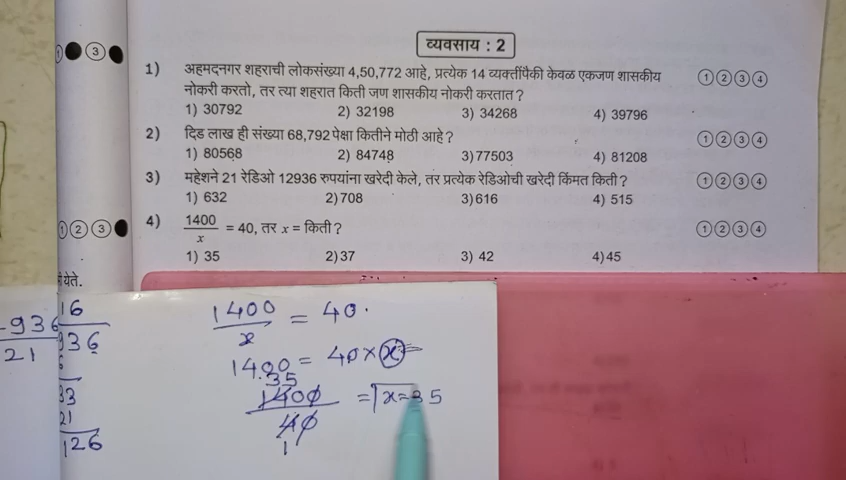 व्यवसाय : 2
1) अहमदनगर शहराची लोकसंख्या 4,50,772 आहे, प्रत्येक 14 व्यक्तींपैकी केवळ एकजण शासकीय
नोकरी करतो, तर त्या शहरात किती जण शासकीय नोकरी करतात ?
1) 30792 2) 32198 3) 34268 4) 39796
1 2 3 4
2) दिड लाख ही संख्या 68,792 पेक्षा कितीने मोठी आहे ?
1) 80568 2) 84748 3) 77503 4) 81208
1 2 3 4
3) महेशने 21 रेडिओ 12936 रुपयांना खरेदी केले, तर प्रत्येक रेडिओची खरेदी किंमत किती ?
1) 632 2) 708 3) 616 4) 515
1 2 3 4
4) 1400/x = 40, तर x = किती ?
1) 35 2) 37 3) 42 4) 45
1 2 3 4
3
1 2 3
येते.
936
21
16
936
33
21
126
1400/x = 40.
1400 = 40 × x =
35
1400/40 = x = 35
1